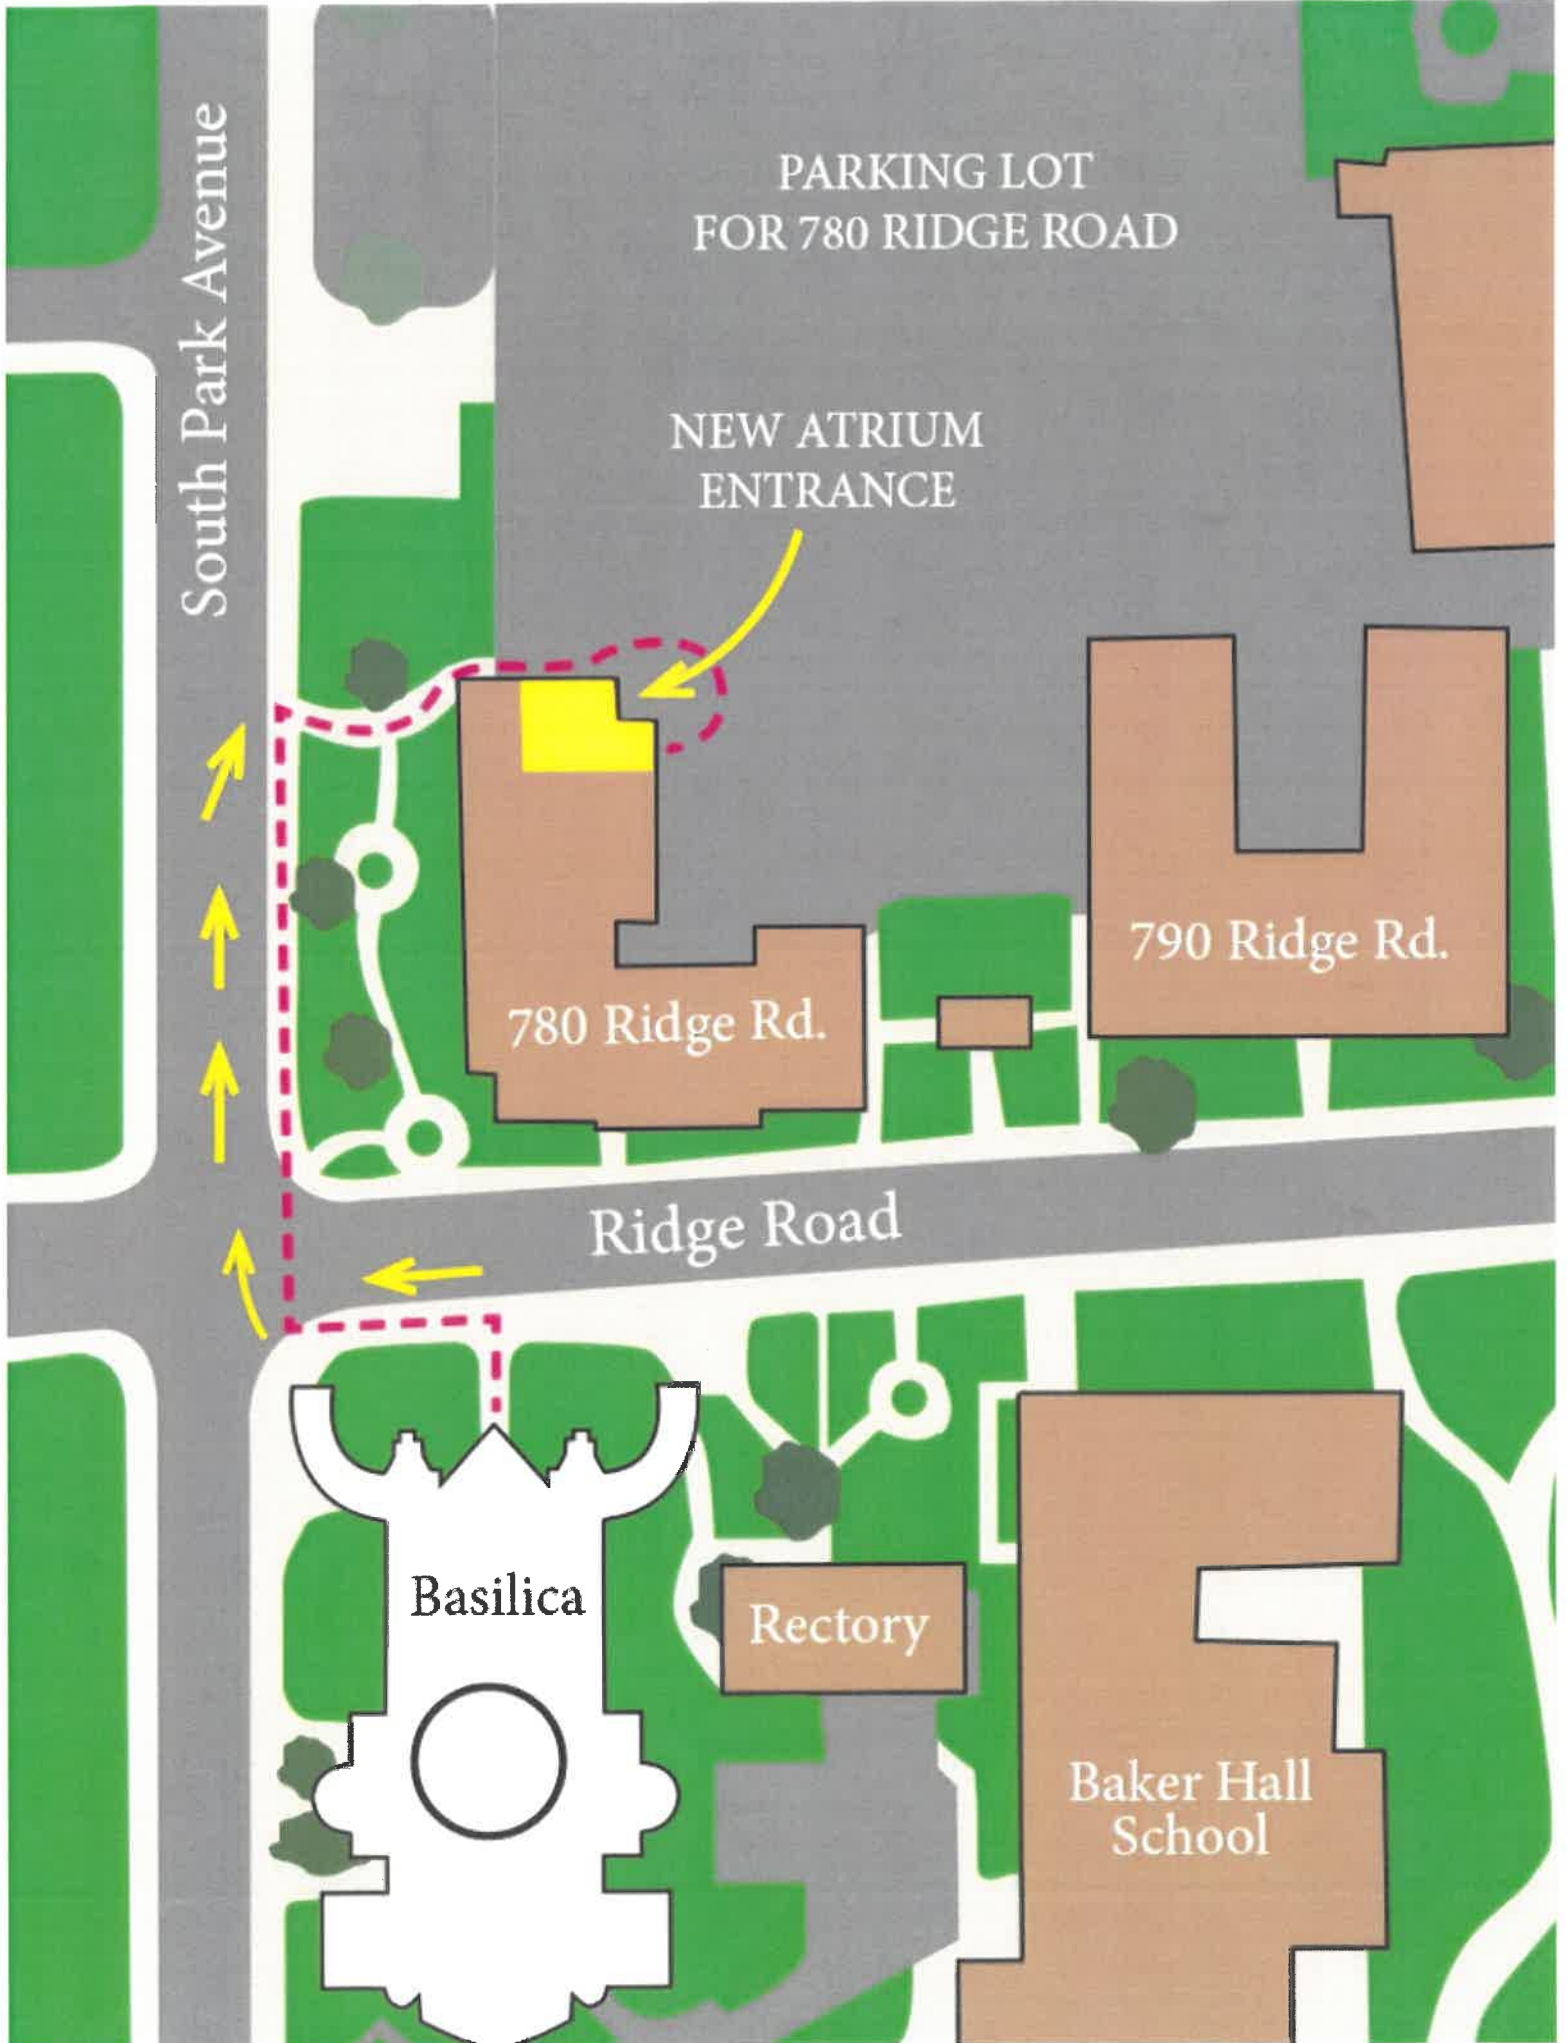 South Park Avenue
PARKING LOT
FOR 780 RIDGE ROAD
NEW ATRIUM
ENTRANCE
790 Ridge Rd.
780 Ridge Rd.
Ridge Road
Basilica
Rectory
Baker Hall
School